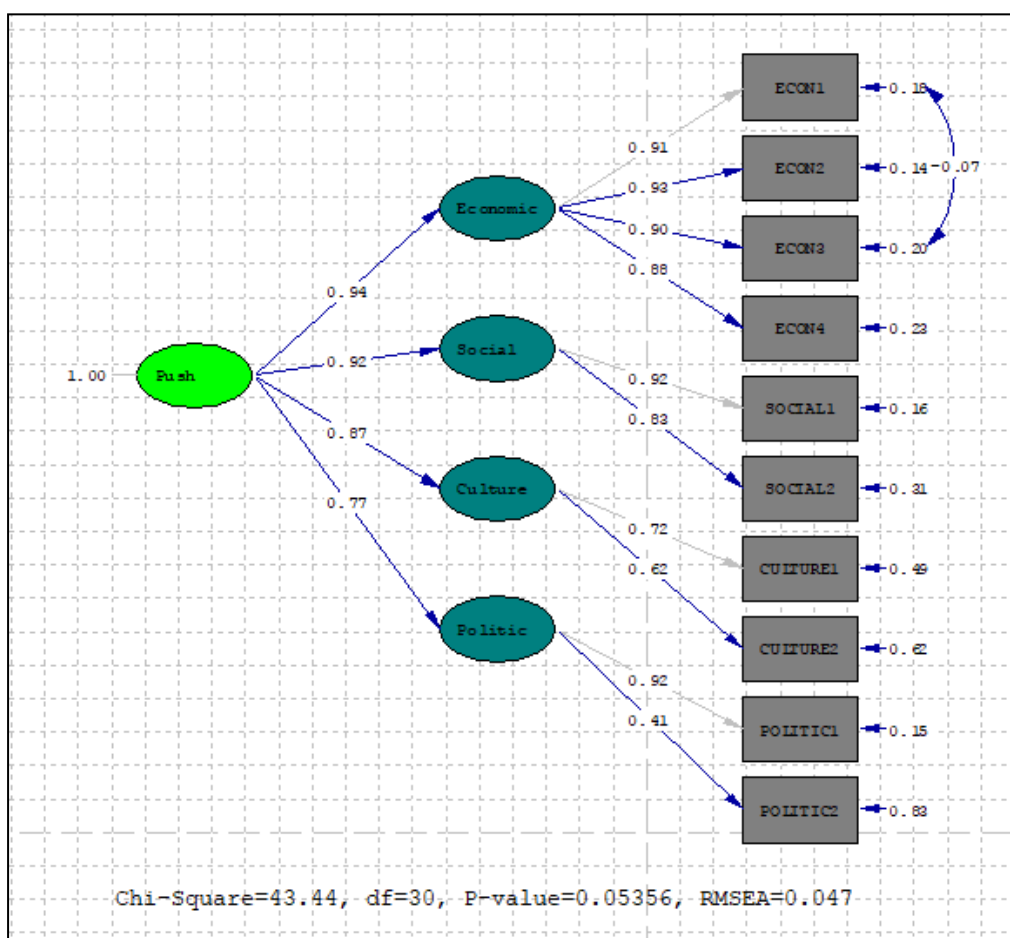 ECON1
0.18
0.91
ECON2
0.14
-0.07
0.93
Economic
0.90
ECON3
0.20
0.88
0.94
ECON4
0.23
Social
0.92
1.00
Push
0.92
SOCIAL1
0.16
0.83
0.87
SOCIAL2
0.31
Culture
0.77
0.72
0.62
CULTURE1
0.49
Politic
CULTURE2
0.62
0.92
0.41
POLITIC1
0.15
POLITIC2
0.83
Chi-Square=43.44, df=30, P-value=0.05356, RMSEA=0.047